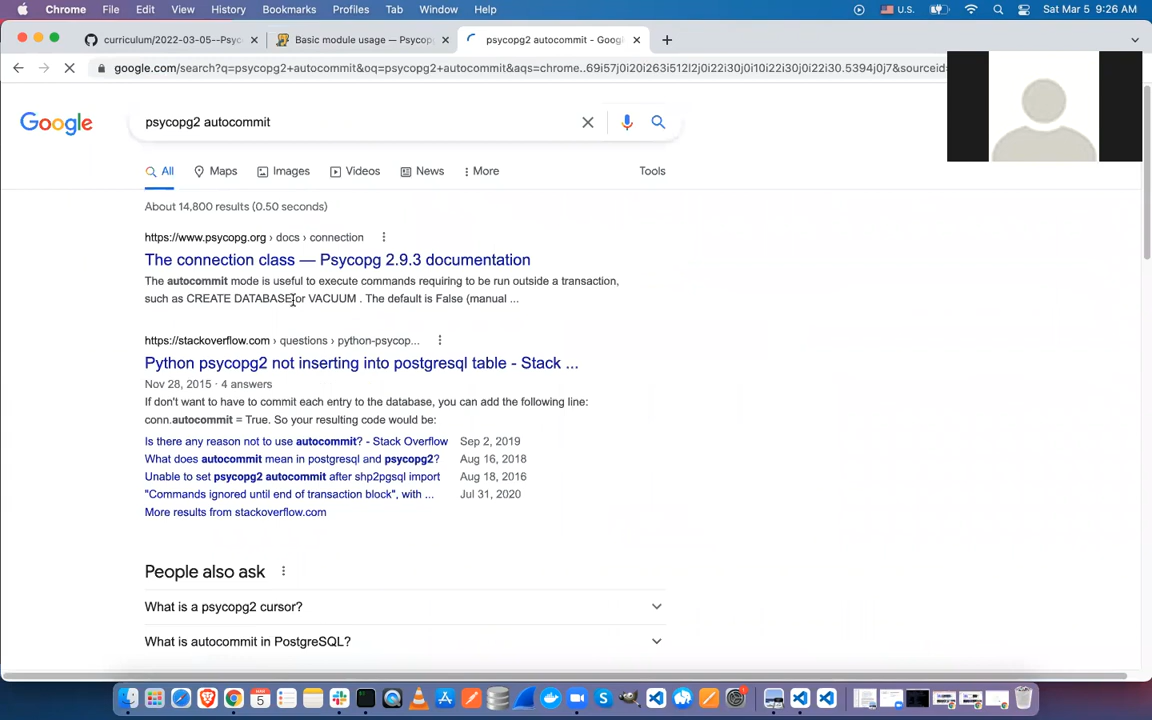 Chrome File Edit View History Bookmarks Profiles Tab Window Help U.S. Sat Mar 5 9:26 AM
curriculum/2022-03-05--Psyc Basic module usage — Psycopg psycopg2 autocommit - Goog
google.com/search?q=psycopg2+autocommit&oq=psycopg2+autocommit&aqs=chrome..69i57j0i20i263i512l2j0i22i30j0i10i22i30j0i22i30.5394j0j7&sourceid=
Google
psycopg2 autocommit
All Maps Images Videos News More Tools
About 14,800 results (0.50 seconds)
https://www.psycopg.org › docs › connection
The connection class — Psycopg 2.9.3 documentation
The autocommit mode is useful to execute commands requiring to be run outside a transaction,
such as CREATE DATABASE or VACUUM . The default is False (manual ...
https://stackoverflow.com › questions › python-psycop...
Python psycopg2 not inserting into postgresql table - Stack ...
Nov 28, 2015 · 4 answers
If don't want to have to commit each entry to the database, you can add the following line:
conn.autocommit = True. So your resulting code would be:
Is there any reason not to use autocommit? - Stack Overflow Sep 2, 2019
What does autocommit mean in postgresql and psycopg2? Aug 16, 2018
Unable to set psycopg2 autocommit after shp2pgsql import Aug 18, 2016
"Commands ignored until end of transaction block", with ... Jul 31, 2020
More results from stackoverflow.com
People also ask
What is a psycopg2 cursor?
What is autocommit in PostgreSQL?